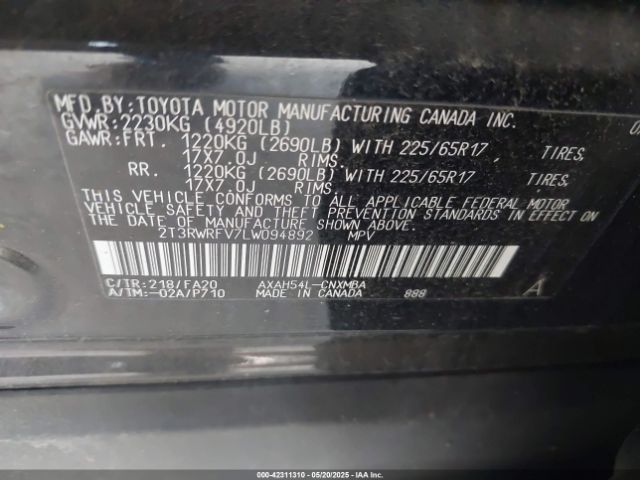 MFD.BY:TOYOTA MOTOR MANUFACTURING CANADA INC.
GVWR:2230KG (4920LB)
GAWR:FRT. 1220KG (2690LB) WITH 225/65R17 TIRES,
17X7.0J RIMS,
RR. 1220KG (2690LB) WITH 225/65R17 TIRES,
17X7.0J RIMS,
THIS VEHICLE CONFORMS TO ALL APPLICABLE FEDERAL MOTOR
VEHICLE SAFETY AND THEFT PREVENTION STANDARDS IN EFFECT ON
THE DATE OF MANUFACTURE SHOWN ABOVE.
2T3RWRFV7LW094892 MPV
C/TR:218/FA20 AXAH54L-CNXMBA
A/TM:-02A/P710 MADE IN CANADA 888 A
000-42311310 - 05/20/2025 - IAAI.COM